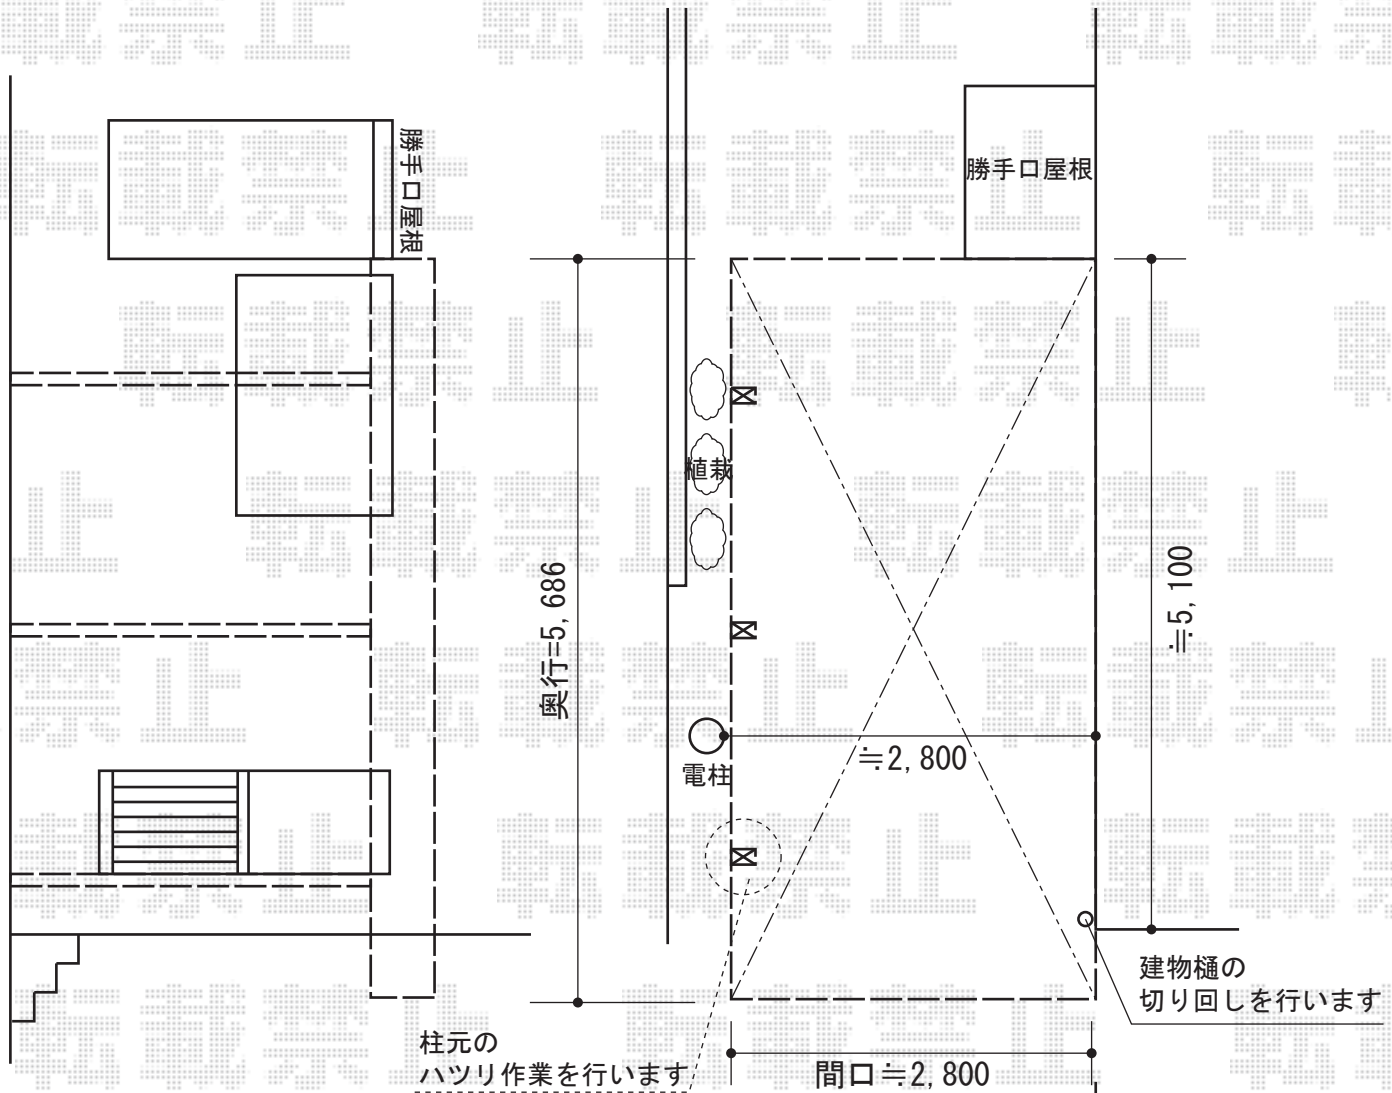 勝手口屋根
勝手口屋根
植栽
奥行=5,686
≒5,100
電柱
≒2,800
建物樋の
切り回しを行います
柱元の
ハツリ作業を行います
間口≒2,800
転載禁止